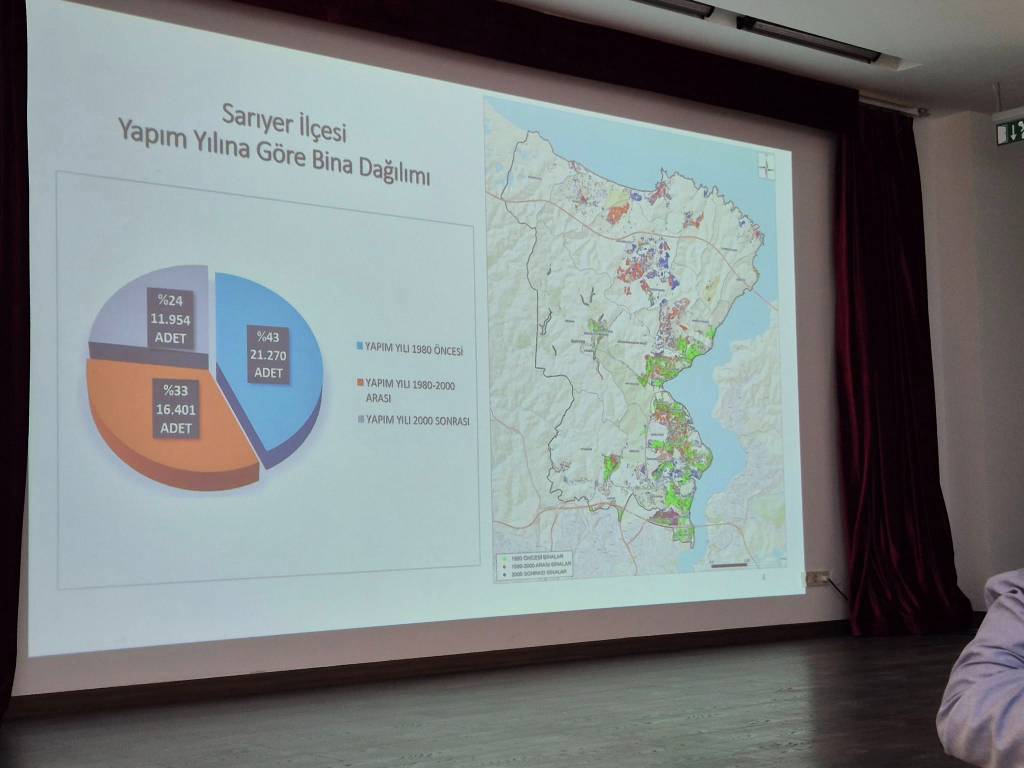 Sarıyer İlçesi
Yapım Yılına Göre Bina Dağılımı
%24
11.954
ADET
%43
21.270
ADET
%33
16.401
ADET
YAPIM YILI 1980 ÖNCESİ
YAPIM YILI 1980-2000
ARASI
YAPIM YILI 2000 SONRASI
1980 ÖNCESİ BİNALAR
1980-2000 ARASI BİNALAR
2000 SONRASI BİNALAR
4